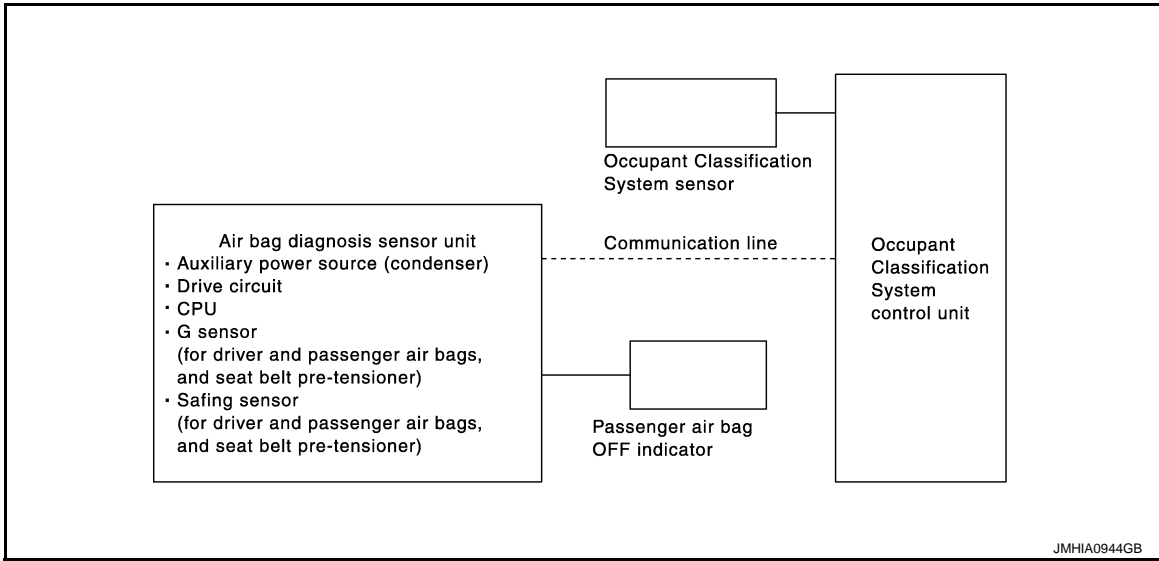 Occupant Classification
System sensor
Air bag diagnosis sensor unit
· Auxiliary power source (condenser)
· Drive circuit
· CPU
· G sensor
(for driver and passenger air bags,
and seat belt pre-tensioner)
· Safing sensor
(for driver and passenger air bags,
and seat belt pre-tensioner)
Communication line
Occupant
Classification
System
control unit
Passenger air bag
OFF indicator
JMHIA0944GB